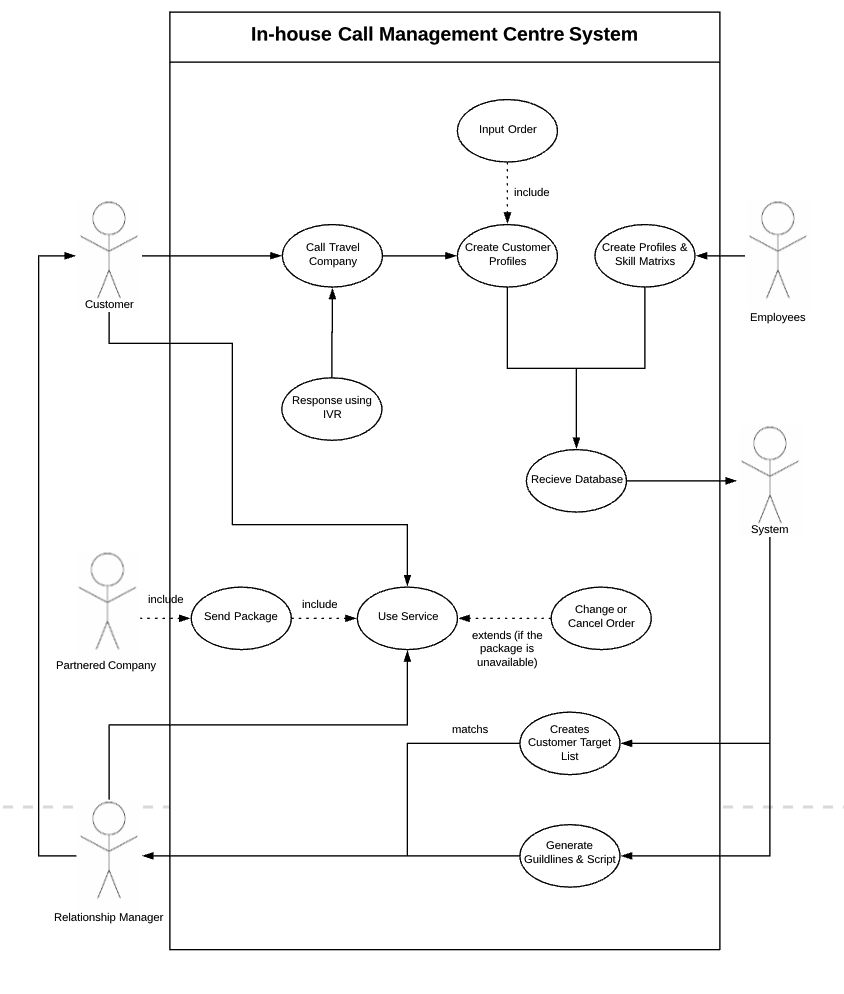 In-house Call Management Centre System
Input Order
include
Call Travel
Company
Create Customer
Profiles
Create Profiles &
Skill Matrixs
Customer
Employees
Response using
IVR
Recieve Database
System
include
Send Package
include
Use Service
Change or
Cancel Order
extends (if the
package is
unavailable)
Partnered Company
matchs
Creates
Customer Target
List
Generate
Guildlines & Script
Relationship Manager